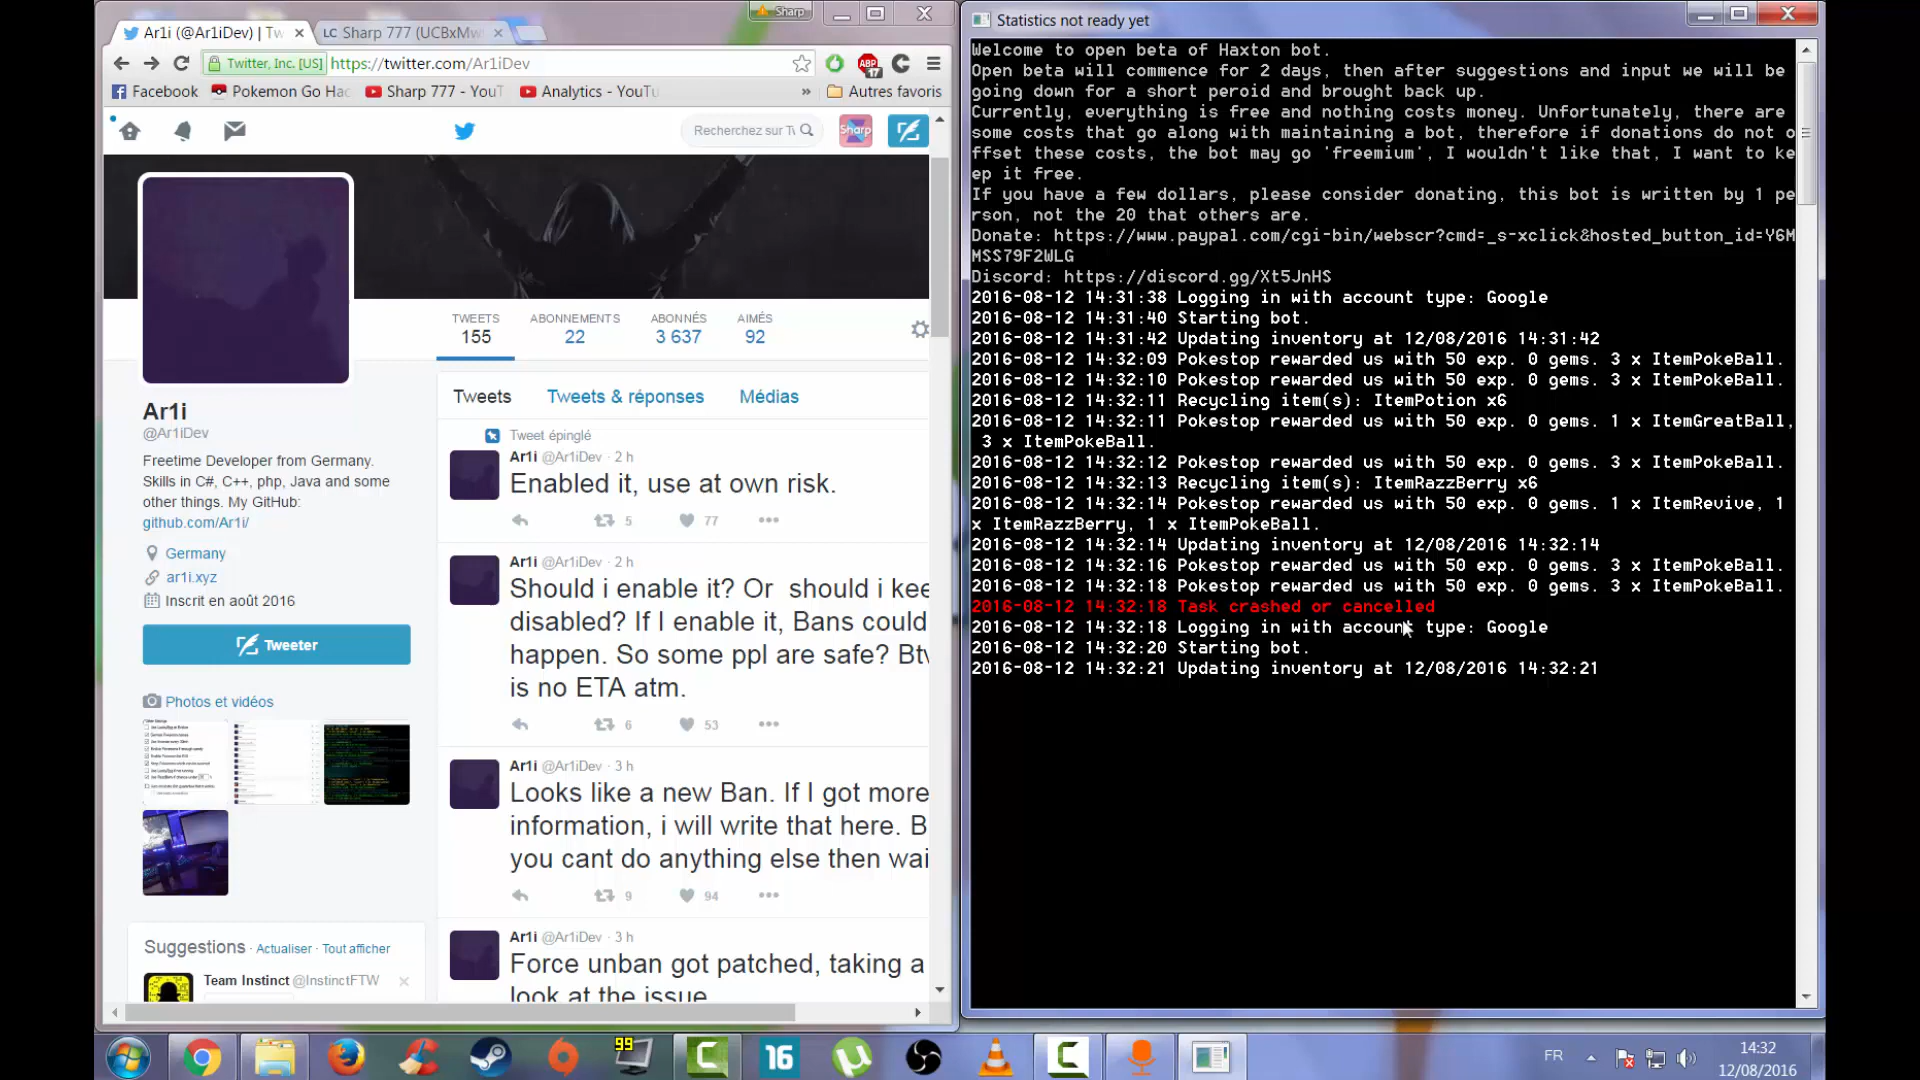 Ar1i (@Ar1iDev) | Tw
LC Sharp 777 (UCBxMw
Sharp
Twitter, Inc. [US]
https://twitter.com/Ar1iDev
ABP
17
Facebook
Pokemon Go Hac
Sharp 777 - YouT
Analytics - YouTu
»
Autres favoris
Recherchez sur Tw
Sharp
TWEETS
155
ABONNEMENTS
22
ABONNÉS
3 637
AIMÉS
92
Ar1i
@Ar1iDev
Freetime Developer from Germany.
Skills in C#, C++, php, Java and some
other things. My GitHub:
github.com/Ar1i/
Germany
ar1i.xyz
Inscrit en août 2016
Tweeter
Photos et vidéos
Suggestions · Actualiser · Tout afficher
Team Instinct @InstinctFTW
Tweets
Tweets & réponses
Médias
Tweet épinglé
Ar1i @Ar1iDev · 2 h
Enabled it, use at own risk.
5
77
Ar1i @Ar1iDev · 2 h
Should i enable it? Or should i kee
disabled? If I enable it, Bans could
happen. So some ppl are safe? Btv
is no ETA atm.
6
53
Ar1i @Ar1iDev · 3 h
Looks like a new Ban. If I got more
information, i will write that here. B
you cant do anything else then wai
9
94
Ar1i @Ar1iDev · 3 h
Force unban got patched, taking a
look at the issue
Statistics not ready yet
Welcome to open beta of Haxton bot.
Open beta will commence for 2 days, then after suggestions and input we will be
going down for a short peroid and brought back up.
Currently, everything is free and nothing costs money. Unfortunately, there are
some costs that go along with maintaining a bot, therefore if donations do not o
ffset these costs, the bot may go 'freemium', I wouldn't like that, I want to ke
ep it free.
If you have a few dollars, please consider donating, this bot is written by 1 pe
rson, not the 20 that others are.
Donate: https://www.paypal.com/cgi-bin/webscr?cmd=_s-xclick&hosted_button_id=Y6M
MSS79F2WLG
Discord: https://discord.gg/Xt5JnHS
2016-08-12 14:31:38 Logging in with account type: Google
2016-08-12 14:31:40 Starting bot.
2016-08-12 14:31:42 Updating inventory at 12/08/2016 14:31:42
2016-08-12 14:32:09 Pokestop rewarded us with 50 exp. 0 gems. 3 x ItemPokeBall.
2016-08-12 14:32:10 Pokestop rewarded us with 50 exp. 0 gems. 3 x ItemPokeBall.
2016-08-12 14:32:11 Recycling item(s): ItemPotion x6
2016-08-12 14:32:11 Pokestop rewarded us with 50 exp. 0 gems. 1 x ItemGreatBall,
3 x ItemPokeBall.
2016-08-12 14:32:12 Pokestop rewarded us with 50 exp. 0 gems. 3 x ItemPokeBall.
2016-08-12 14:32:13 Recycling item(s): ItemRazzBerry x6
2016-08-12 14:32:14 Pokestop rewarded us with 50 exp. 0 gems. 1 x ItemRevive, 1
x ItemRazzBerry, 1 x ItemPokeBall.
2016-08-12 14:32:14 Updating inventory at 12/08/2016 14:32:14
2016-08-12 14:32:16 Pokestop rewarded us with 50 exp. 0 gems. 3 x ItemPokeBall.
2016-08-12 14:32:18 Pokestop rewarded us with 50 exp. 0 gems. 3 x ItemPokeBall.
2016-08-12 14:32:18 Task crashed or cancelled
2016-08-12 14:32:18 Logging in with account type: Google
2016-08-12 14:32:20 Starting bot.
2016-08-12 14:32:21 Updating inventory at 12/08/2016 14:32:21
99
16
FR
14:32
12/08/2016